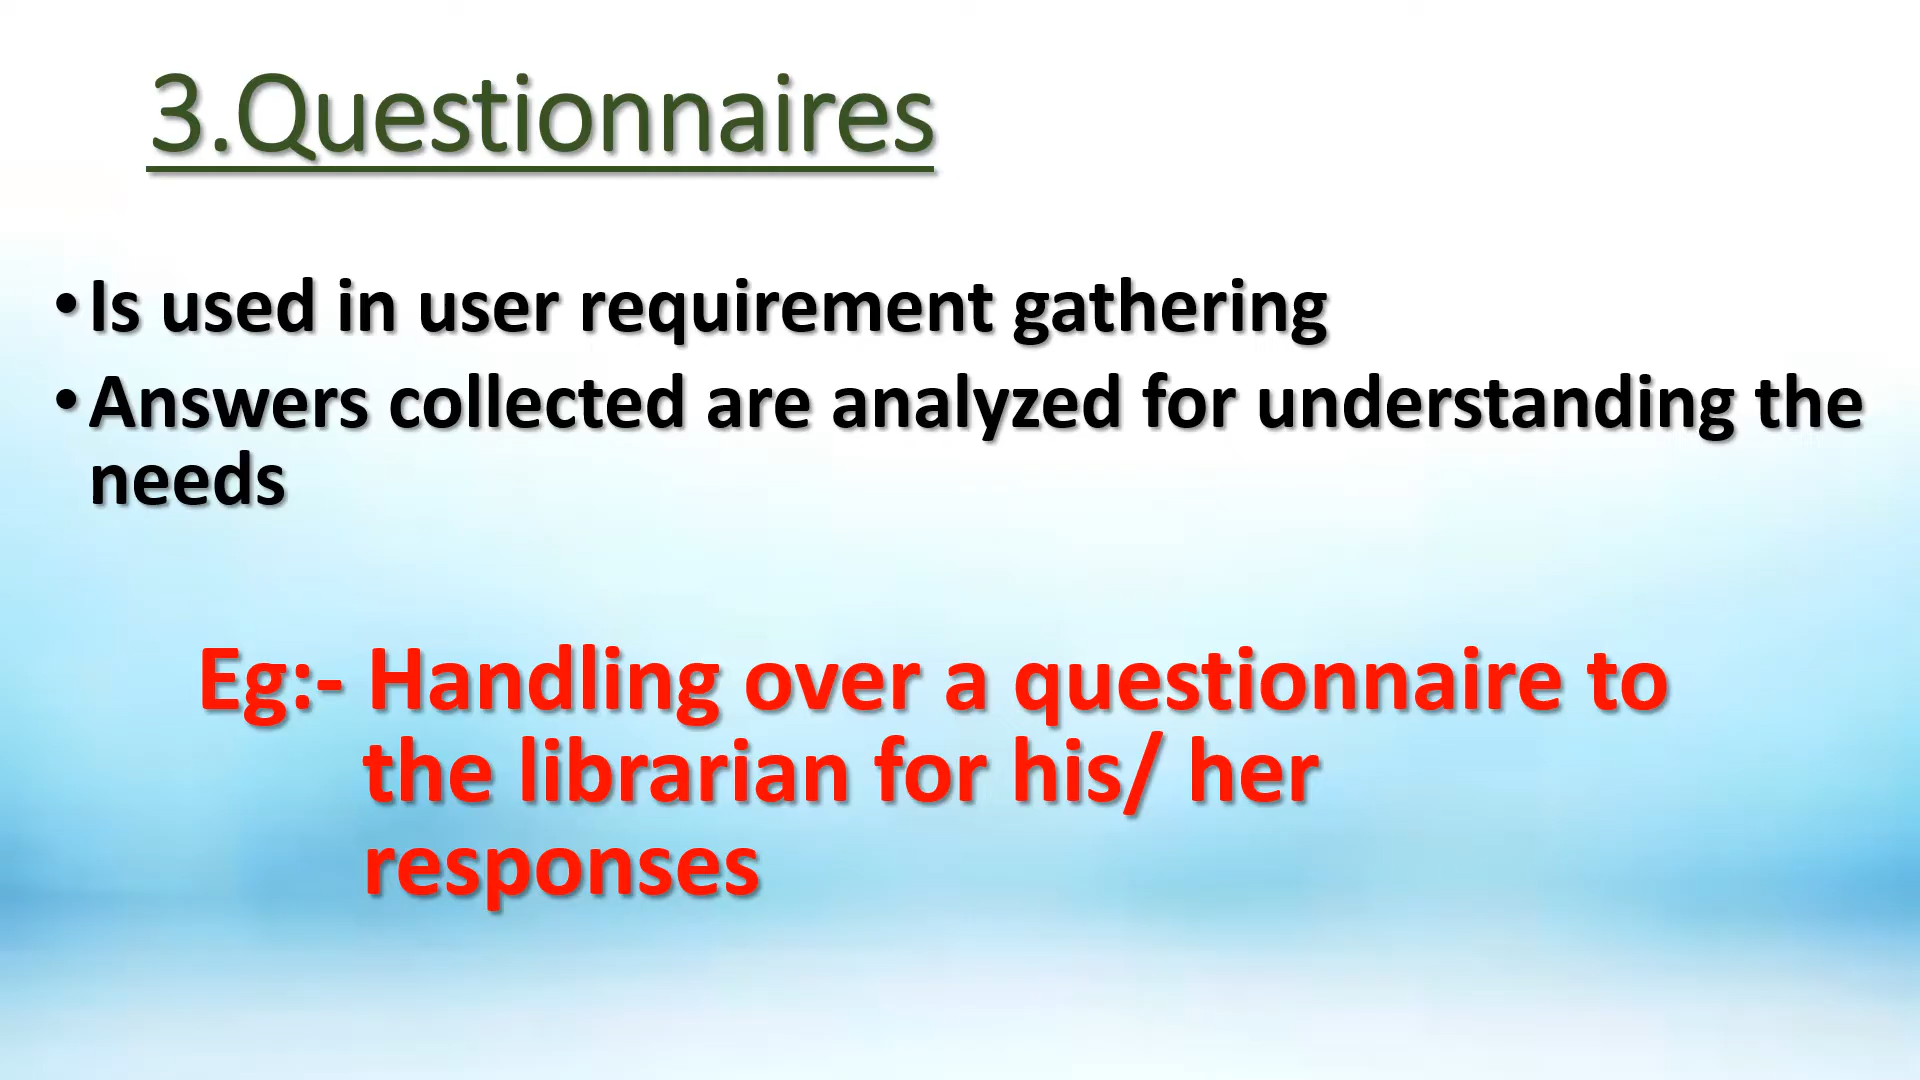 3.Questionnaires
•Is used in user requirement gathering
•Answers collected are analyzed for understanding the
needs
Eg:- Handling over a questionnaire to
the librarian for his/ her
responses